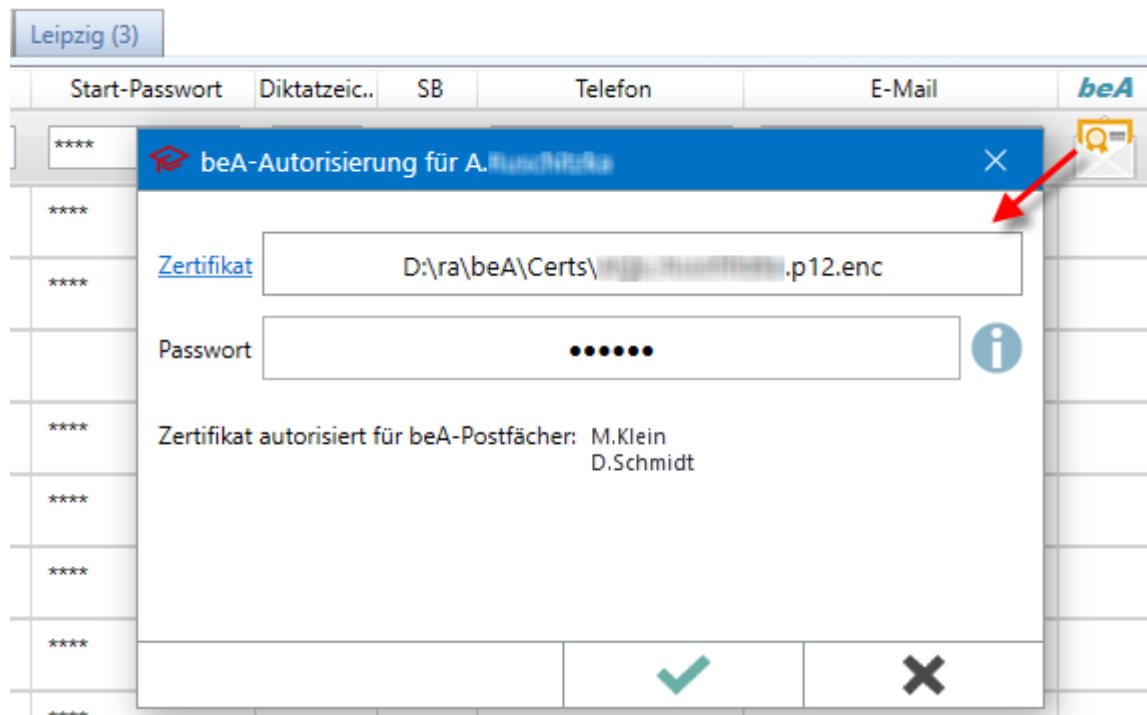 Leipzig (3)
Start-Passwort Diktatzeic.. SB Telefon E-Mail beA
****
beA-Autorisierung für A.
****
Zertifikat D:\ra\beA\Certs\ .p12.enc
****
Passwort ••••••
i
****
Zertifikat autorisiert für beA-Postfächer: M.Klein
D.Schmidt
****
****
****
****